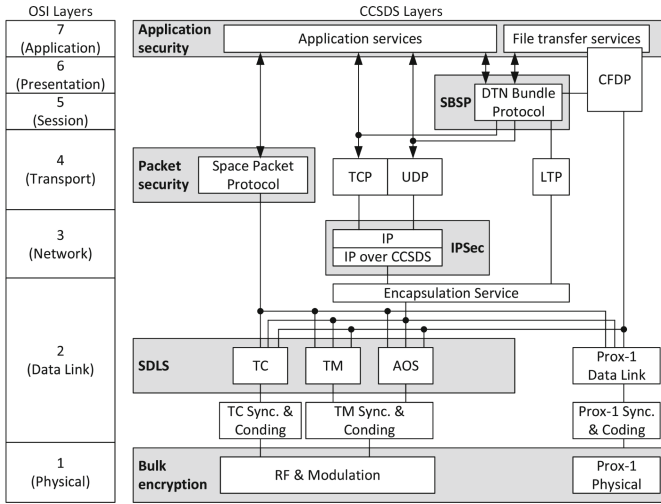 OSI Layers
CCSDS Layers
7
(Application)
Application
security
Application services
File transfer services
6
(Presentation)
CFDP
5
(Session)
SBSP
DTN Bundle
Protocol
4
(Transport)
Packet
security
Space Packet
Protocol
TCP
UDP
LTP
3
(Network)
IP
IP over CCSDS
IPSec
Encapsulation Service
2
(Data Link)
SDLS
TC
TM
AOS
Prox-1
Data Link
TC Sync. &
Conding
TM Sync. &
Conding
Prox-1 Sync.
& Coding
1
(Physical)
Bulk
encryption
RF & Modulation
Prox-1
Physical